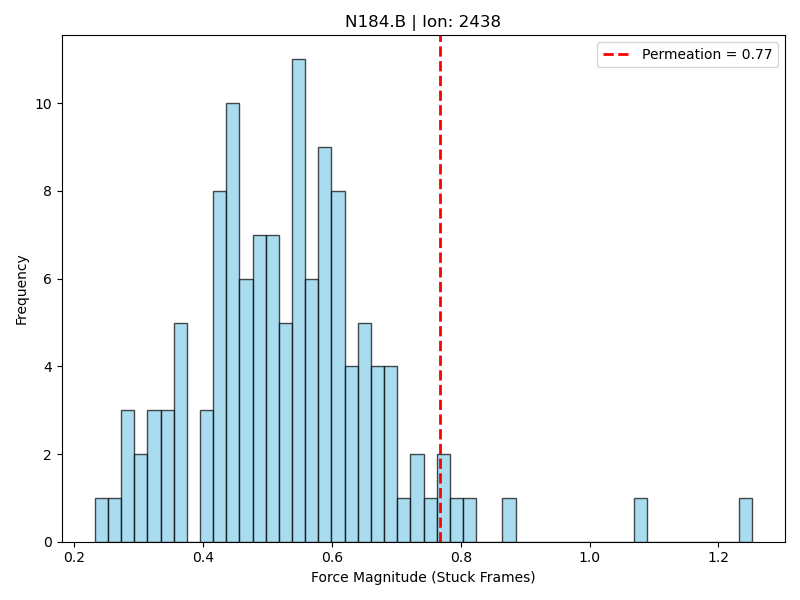 N184.B | Ion: 2438
Permeation = 0.77
10
8
6
4
2
0
Frequency
0.2 0.4 0.6 0.8 1.0 1.2
Force Magnitude (Stuck Frames)